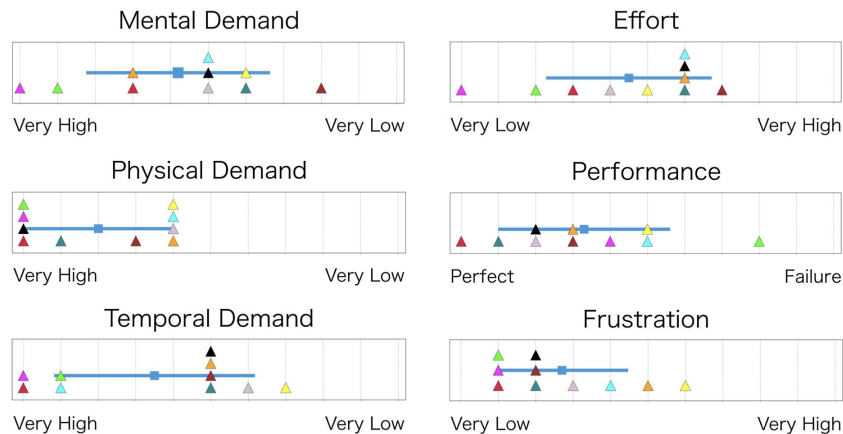 Mental Demand
Very High
Very Low
Effort
Very Low
Very High
Physical Demand
Very High
Very Low
Performance
Perfect
Failure
Temporal Demand
Very High
Very Low
Frustration
Very Low
Very High